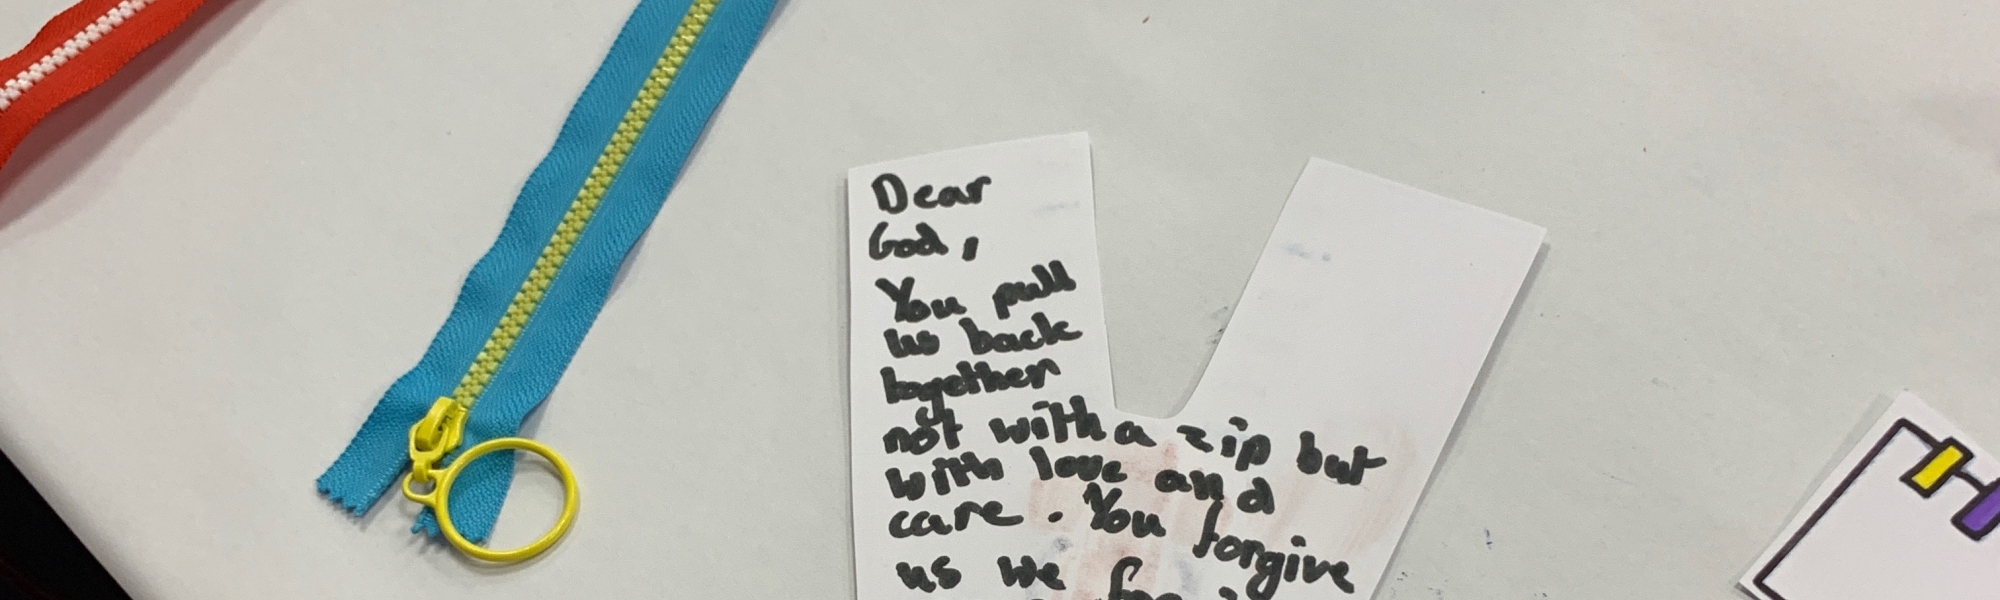 Dear
God,
You pull
us back
together
not with a zip but
with love and
care. You forgive
us we